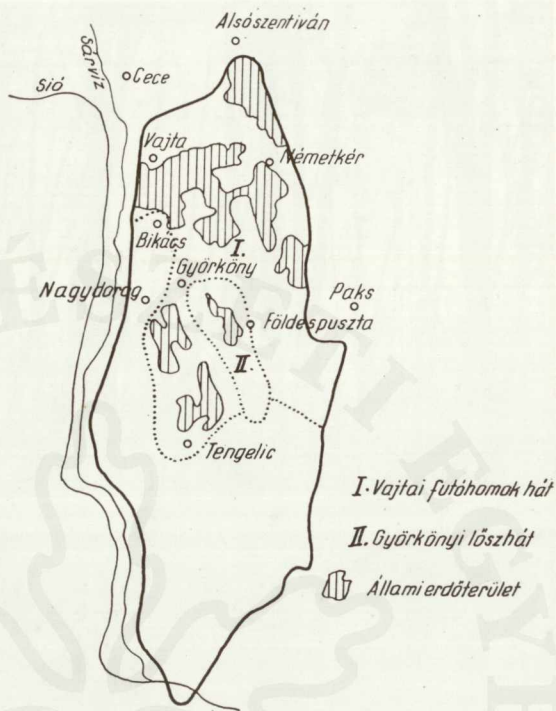 Alsószentiván
Sárvíz
Cece
Sió
Vajta
Németkér
Bikács
I.
Györköny
Nagydorog
Paks
Földespuszta
II.
Tengelic
I. Vajtai futóhomok hát
II. Györkönyi löszhát
Állami erdőterület